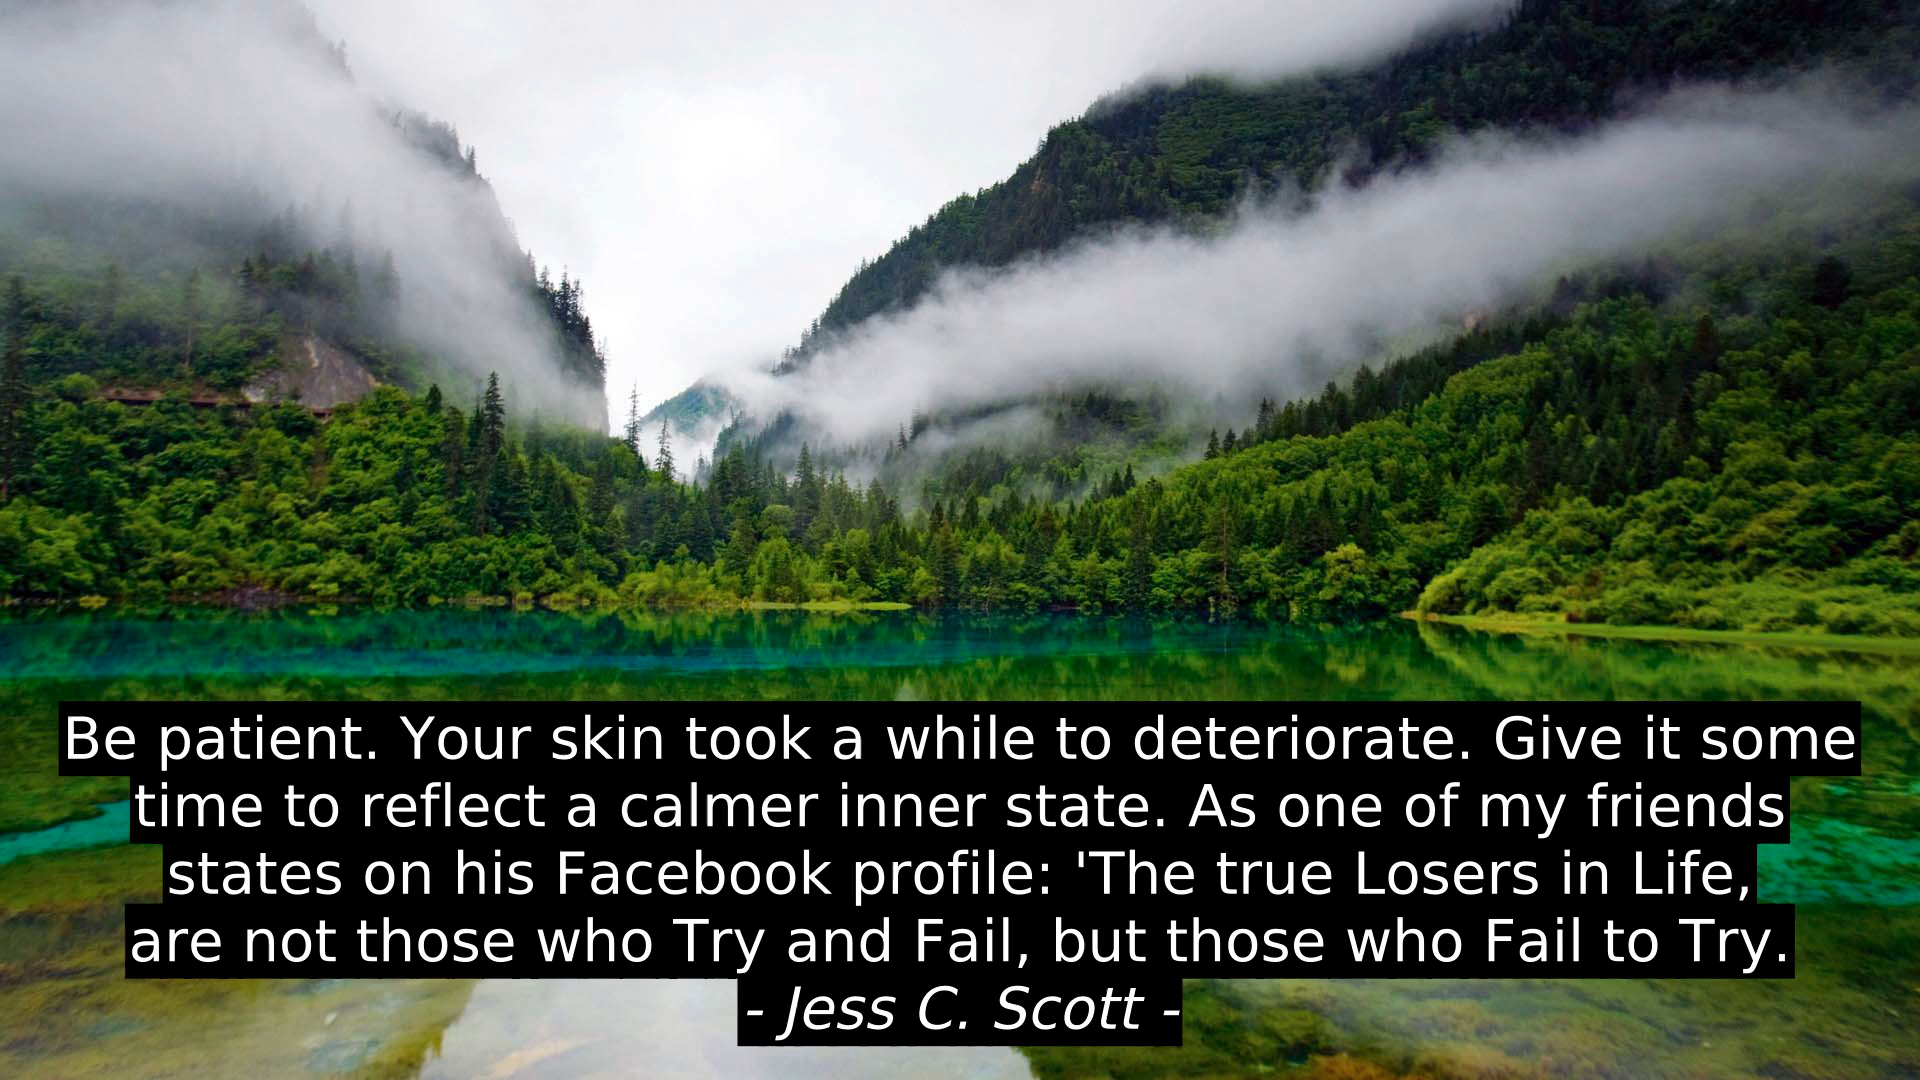 Be patient. Your skin took a while to deteriorate. Give it some
time to reflect a calmer inner state. As one of my friends
states on his Facebook profile: 'The true Losers in Life,
are not those who Try and Fail, but those who Fail to Try.
- Jess C. Scott -